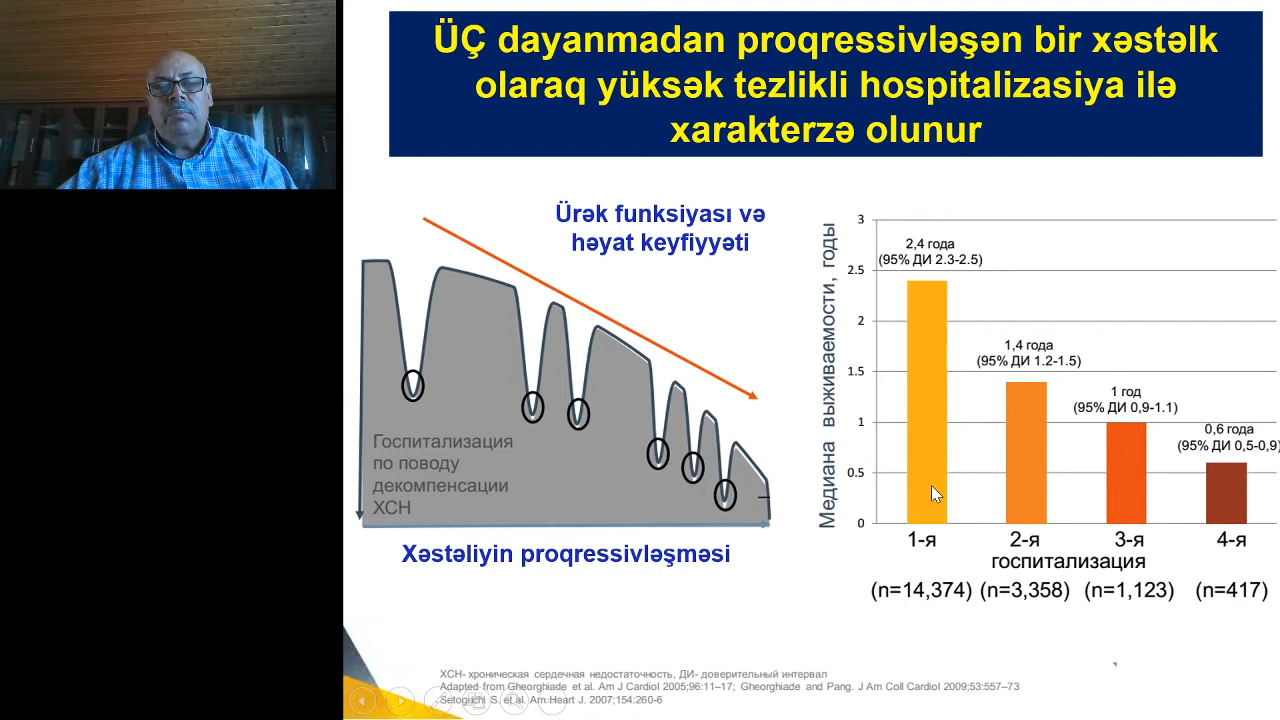 ÜÇ dayanmadan proqressivləşən bir xəstəlk
olaraq yüksək tezlikli hospitalizasiya ilə
xarakterzə olunur
Ürək funksiyası və
həyat keyfiyyəti
Госпитализация
по поводу
декомпенсации
ХСН
Xəstəliyin proqressivləşməsi
Медиана выживаемости, годы
3
2.5
2
1.5
1
0.5
0
2,4 года
(95% ДИ 2.3-2.5)
1,4 года
(95% ДИ 1.2-1.5)
1 год
(95% ДИ 0,9-1.1)
0,6 года
(95% ДИ 0,5-0,9)
1-я 2-я 3-я 4-я
госпитализация
(n=14,374) (n=3,358) (n=1,123) (n=417)
ХСН- хроническая сердечная недостаточность, ДИ- доверительный интервал
Adapted from Gheorghiade et al. Am J Cardiol 2005;96:11–17; Gheorghiade and Pang. J Am Coll Cardiol 2009;53:557–73
Setoguchi S. et al. Am Heart J. 2007;154:260-6